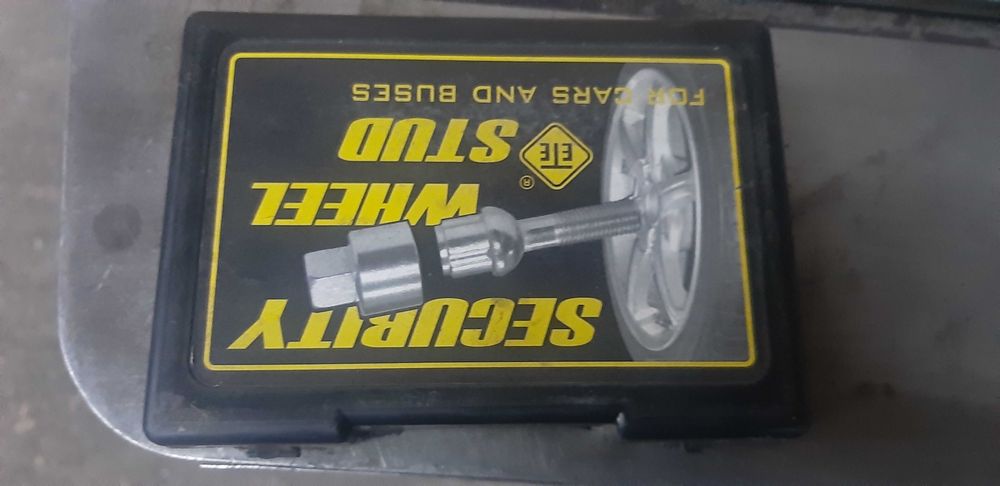 SECURITY
WHEEL
STUD
ETE ®
FOR CARS AND BUSES